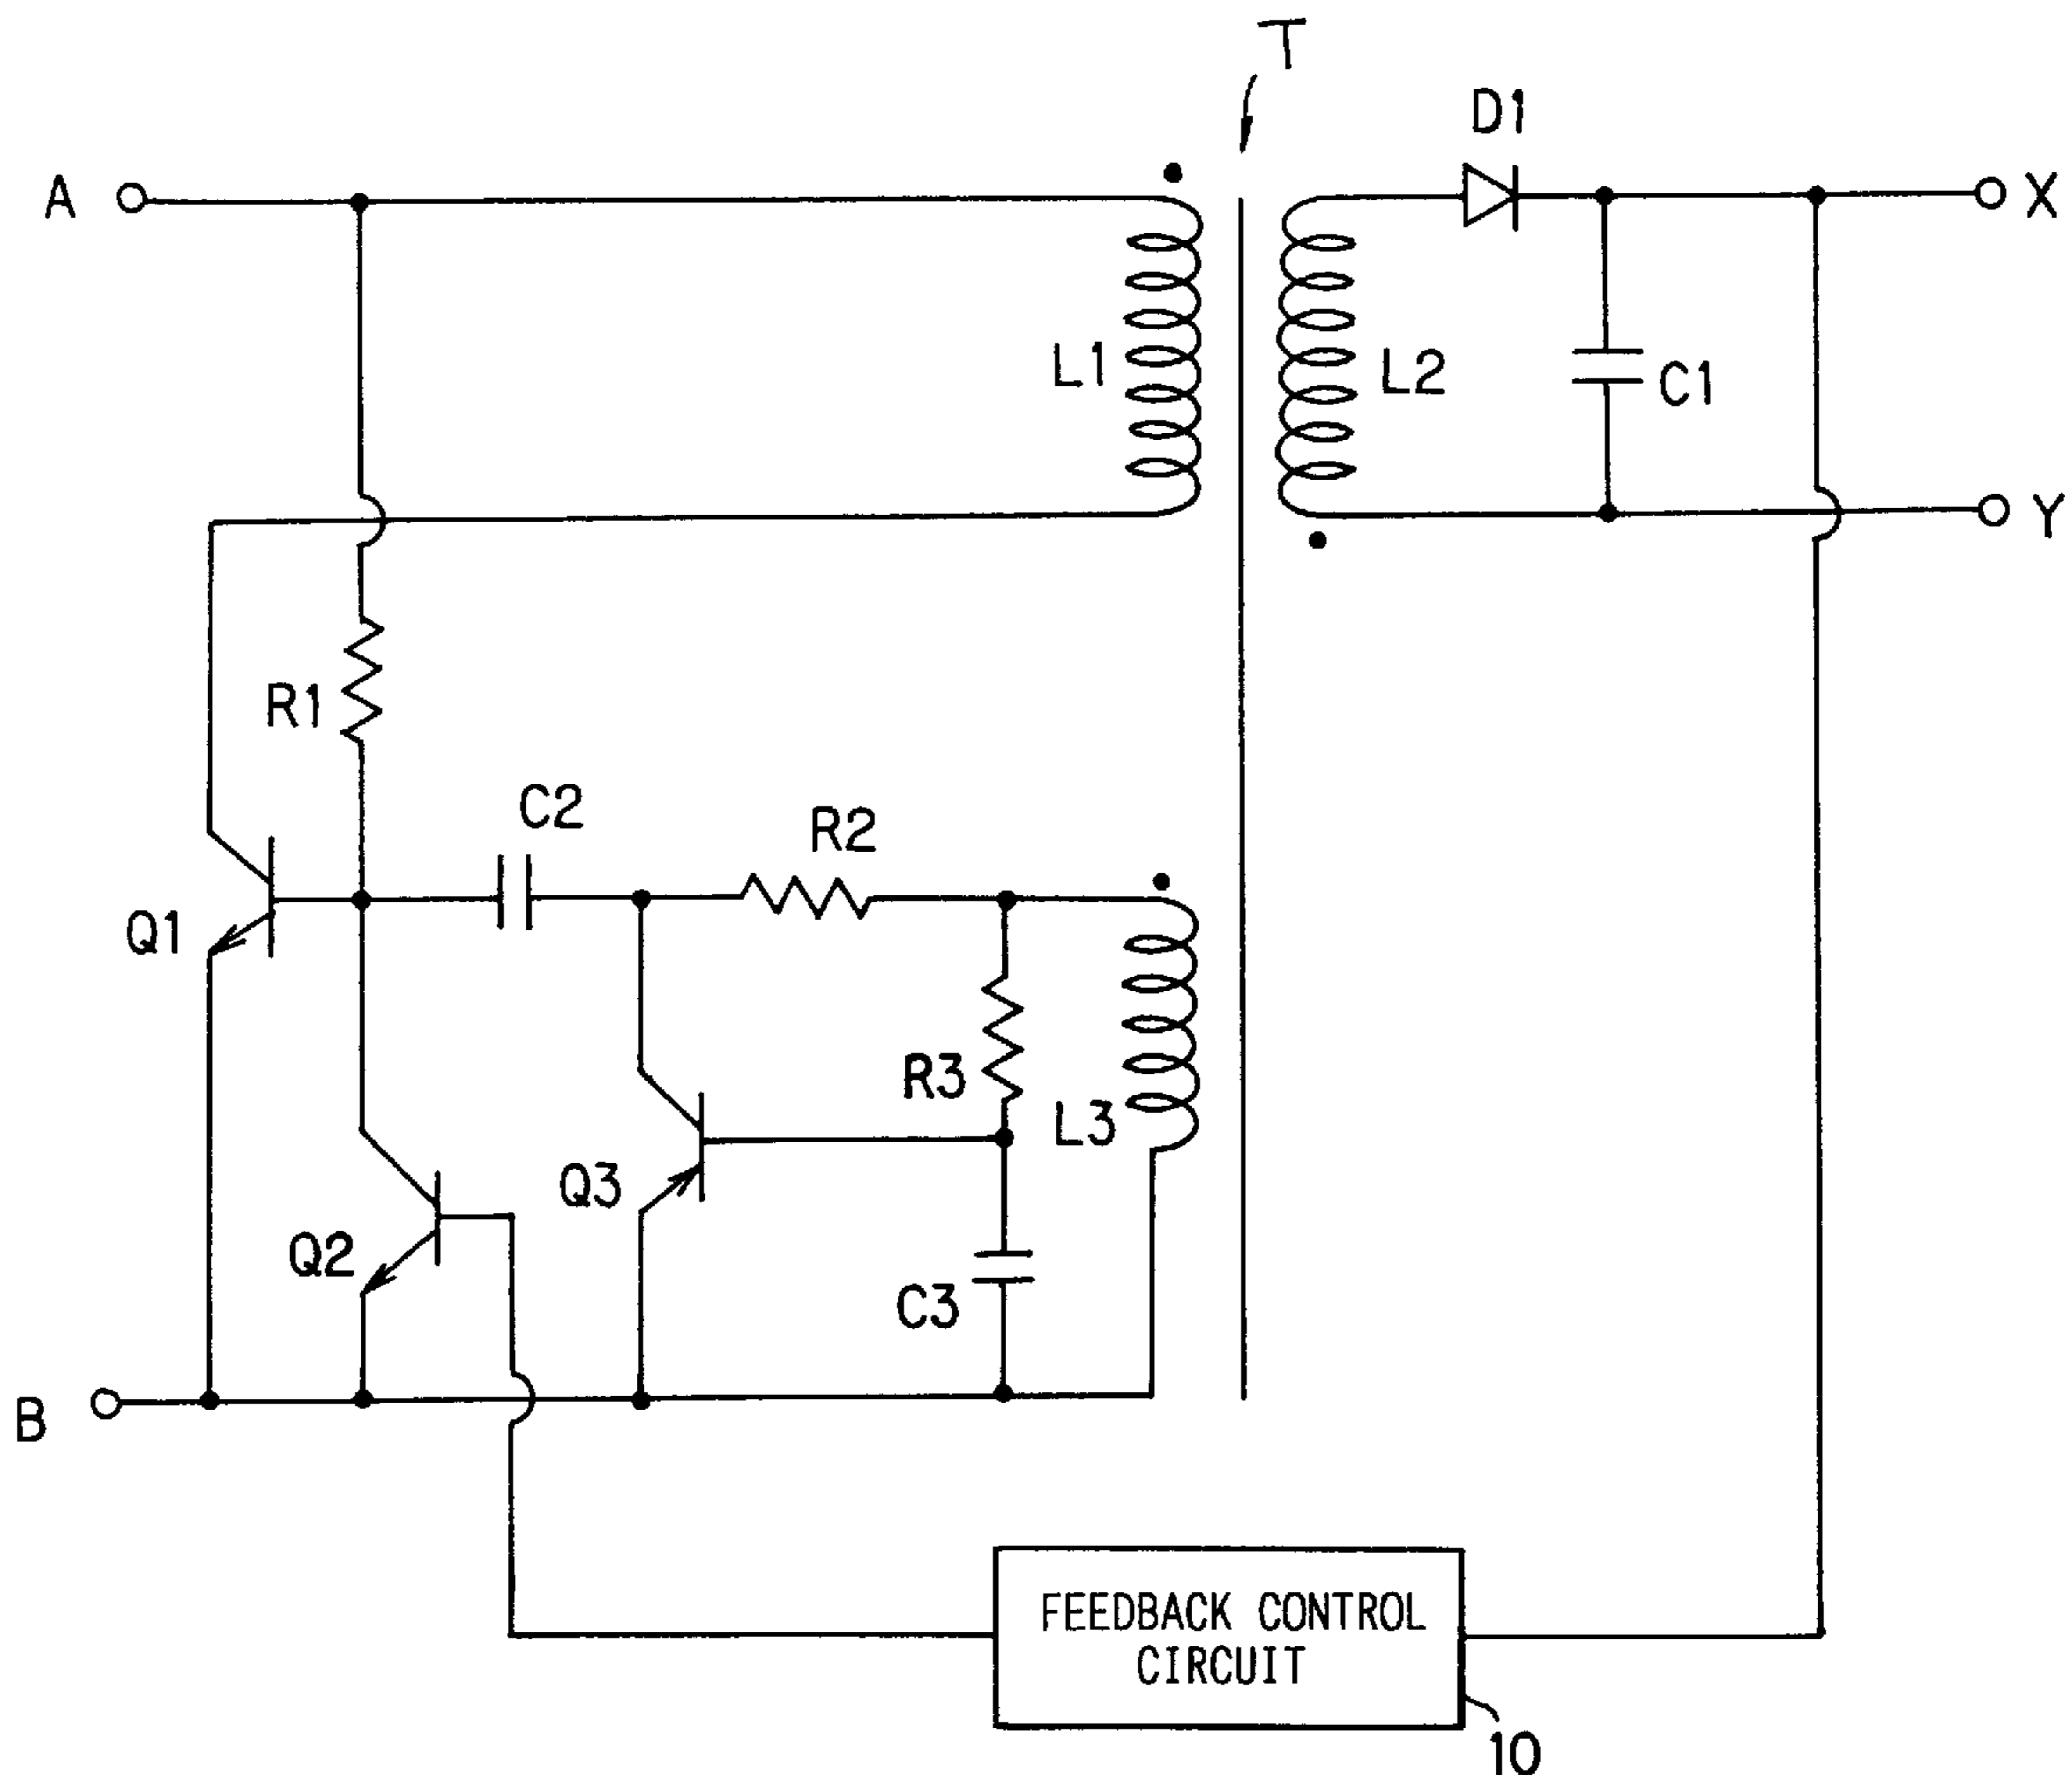 T
D1
A
X
L1
L2
C1
Y
R1
C2
R2
Q1
R3
L3
Q3
Q2
C3
B
FEEDBACK CONTROL
CIRCUIT
10